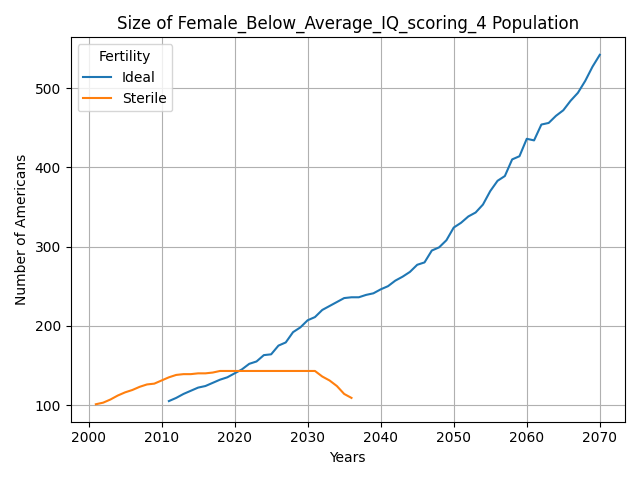 Size of Female_Below_Average_IQ_scoring_4 Population
Fertility
Ideal
Sterile
Number of Americans
500
400
300
200
100
2000 2010 2020 2030 2040 2050 2060 2070
Years